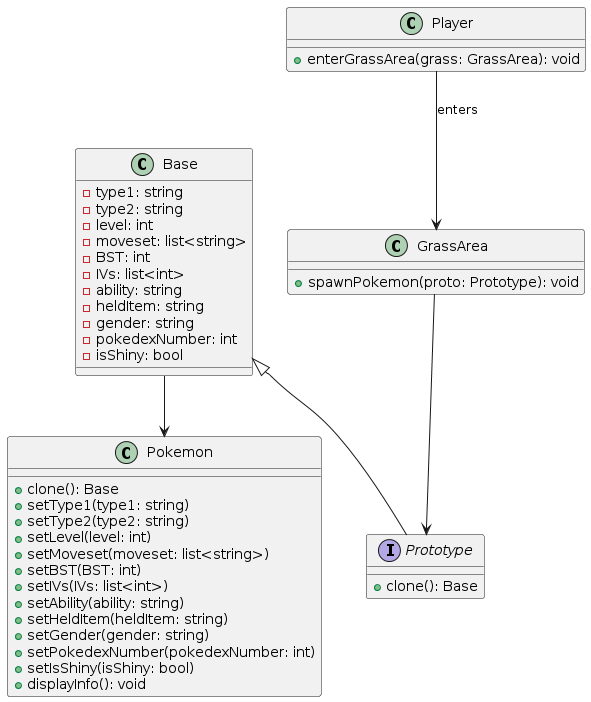 C Player
enterGrassArea(grass: GrassArea): void
enters
C Base
type1: string
type2: string
level: int
moveset: list<string>
BST: int
IVs: list<int>
ability: string
heldItem: string
gender: string
pokedexNumber: int
isShiny: bool
C GrassArea
spawnPokemon(proto: Prototype): void
C Pokemon
clone(): Base
setType1(type1: string)
setType2(type2: string)
setLevel(level: int)
setMoveset(moveset: list<string>)
setBST(BST: int)
setIVs(IVs: list<int>)
setAbility(ability: string)
setHeldItem(heldItem: string)
setGender(gender: string)
setPokedexNumber(pokedexNumber: int)
setIsShiny(isShiny: bool)
displayInfo(): void
I Prototype
clone(): Base